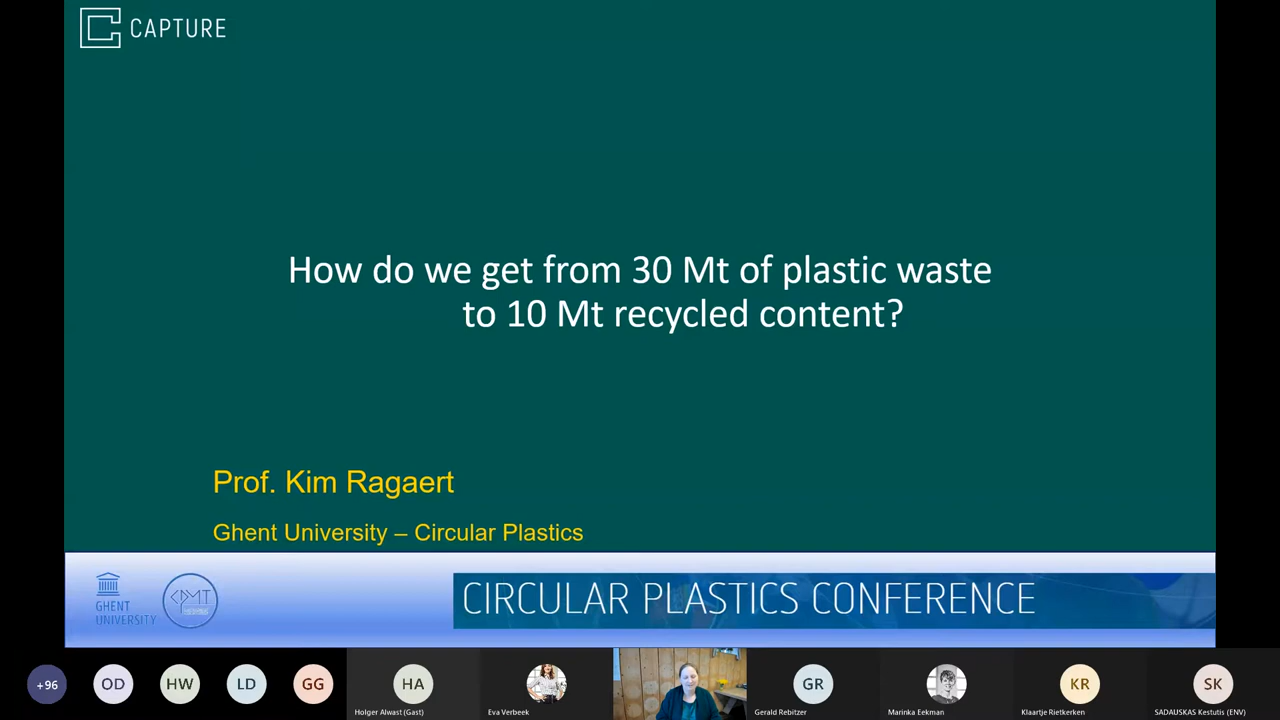 CAPTURE
How do we get from 30 Mt of plastic waste
to 10 Mt recycled content?
Prof. Kim Ragaert
Ghent University – Circular Plastics
GHENT
UNIVERSITY
CIRCULAR PLASTICS CONFERENCE
+96
OD
HW
LD
GG
HA
GR
KR
SK
Holger Alwast (Gast)
Eva Verbeek
Gerald Rebitzer
Marinka Eekman
Klaartje Rietkerken
SADAUSKAS Kestutis (ENV)